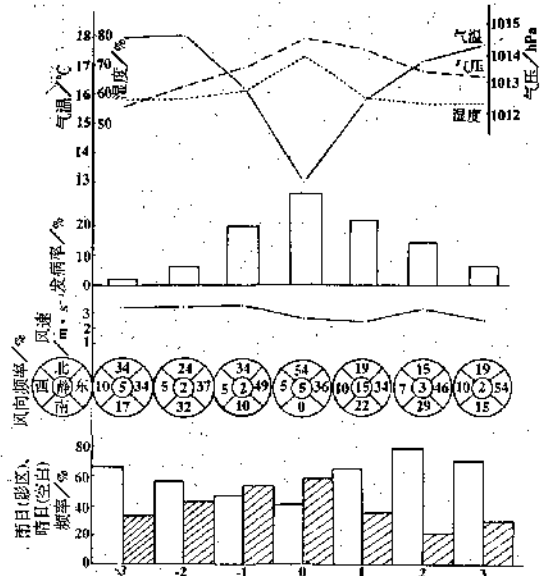 气温/℃
18
17
16
15
14
13
湿度/%
80
70
60
50
气温
气压
湿度
1015
1014
1013
1012
气压/hPa
发病率/%
20
10
0
风速/m·s⁻¹
3
2
1
风向频率/%
北
西 静 东
34 24 34 54 19 15 19
10 5 34 5 2 37 5 2 49 5 5 36 10 15 34 7 3 46 10 2 54
17 32 10 0 22 29 15
雨日(影区)、
晴日(空白)
频率/%
80
60
40
20
0
-3 -2 -1 0 1 2 3